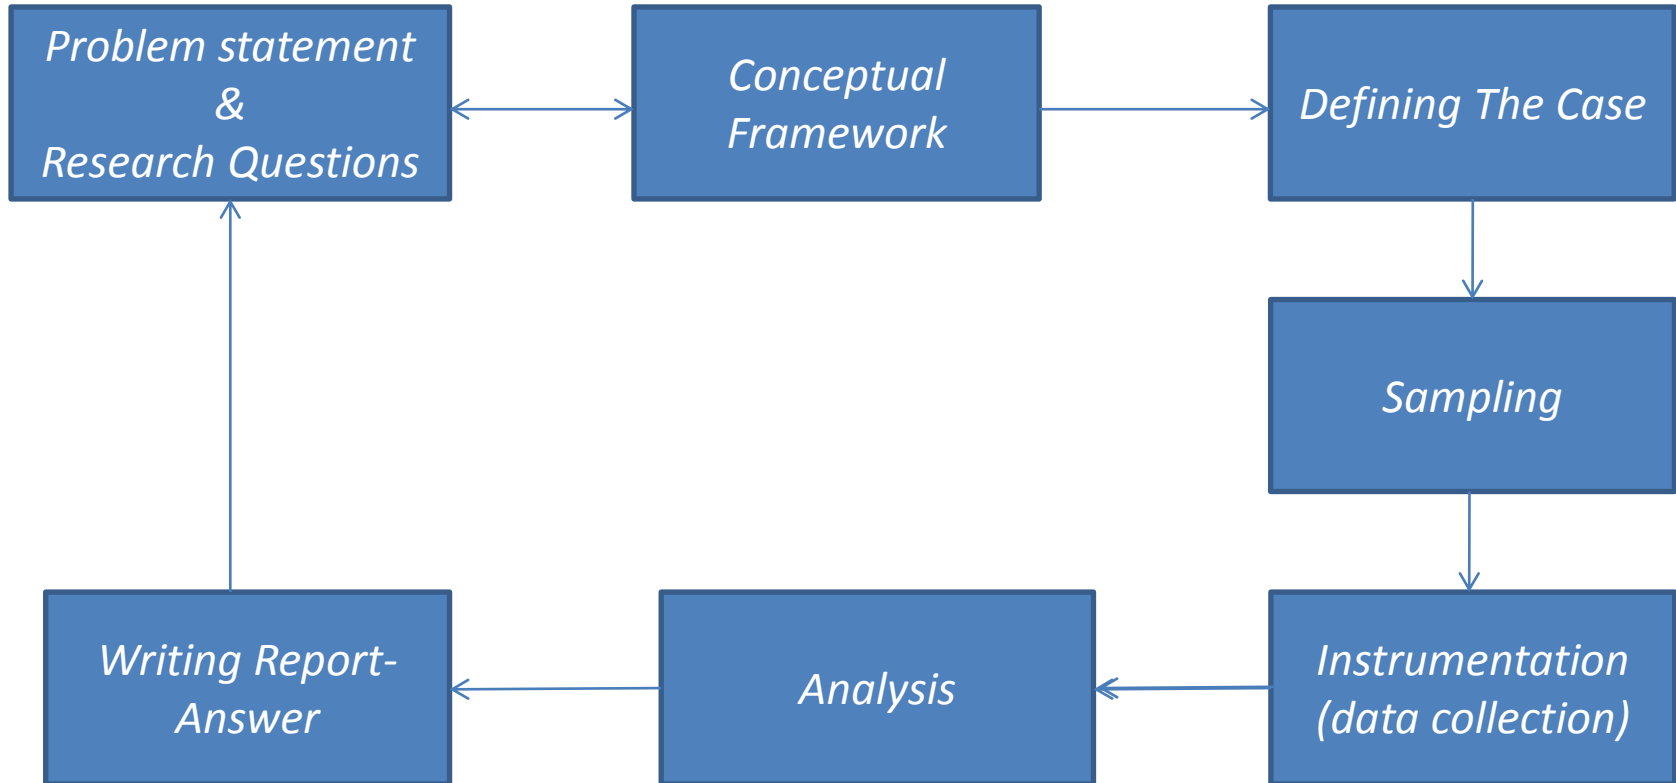 Problem statement
&
Research Questions
Conceptual
Framework
Defining The Case
Sampling
Instrumentation
(data collection)
Analysis
Writing Report-
Answer